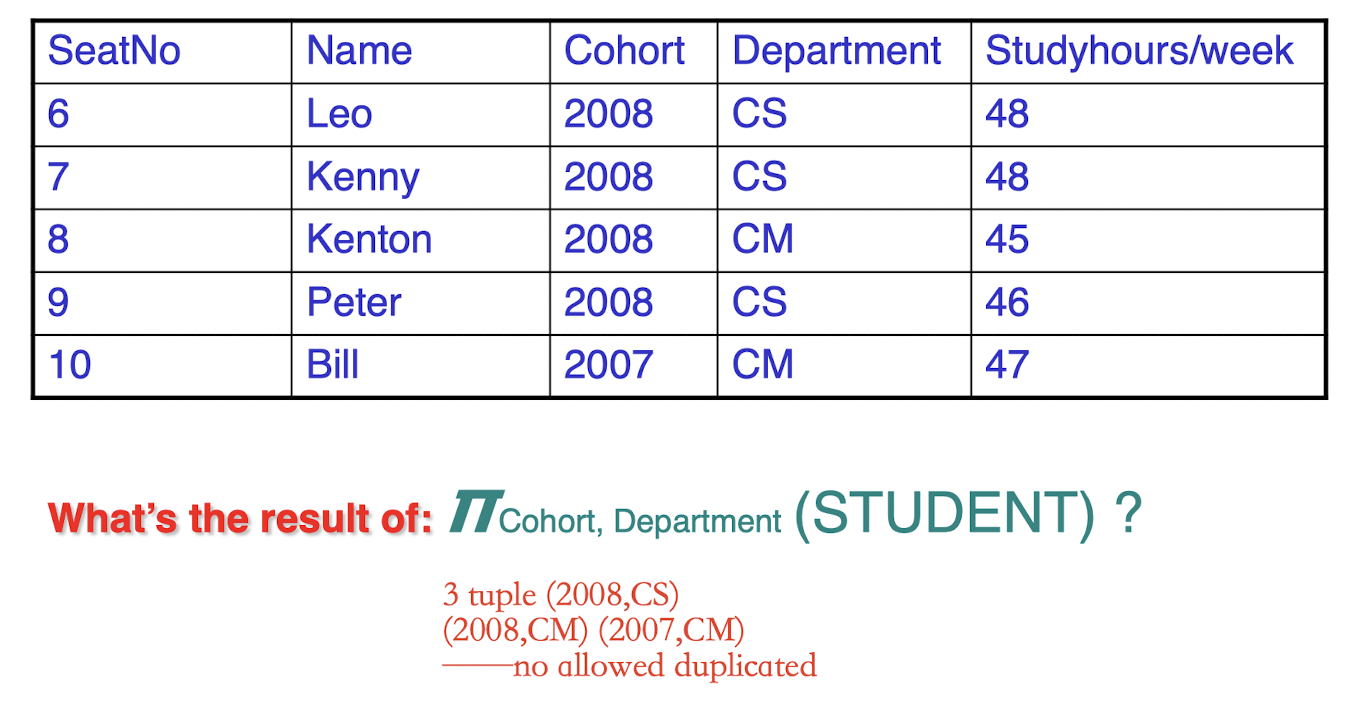 SeatNo Name Cohort Department Studyhours/week
6 Leo 2008 CS 48
7 Kenny 2008 CS 48
8 Kenton 2008 CM 45
9 Peter 2008 CS 46
10 Bill 2007 CM 47
What's the result of: π Cohort, Department (STUDENT) ?
3 tuple (2008,CS)
(2008,CM) (2007,CM)
——no allowed duplicated